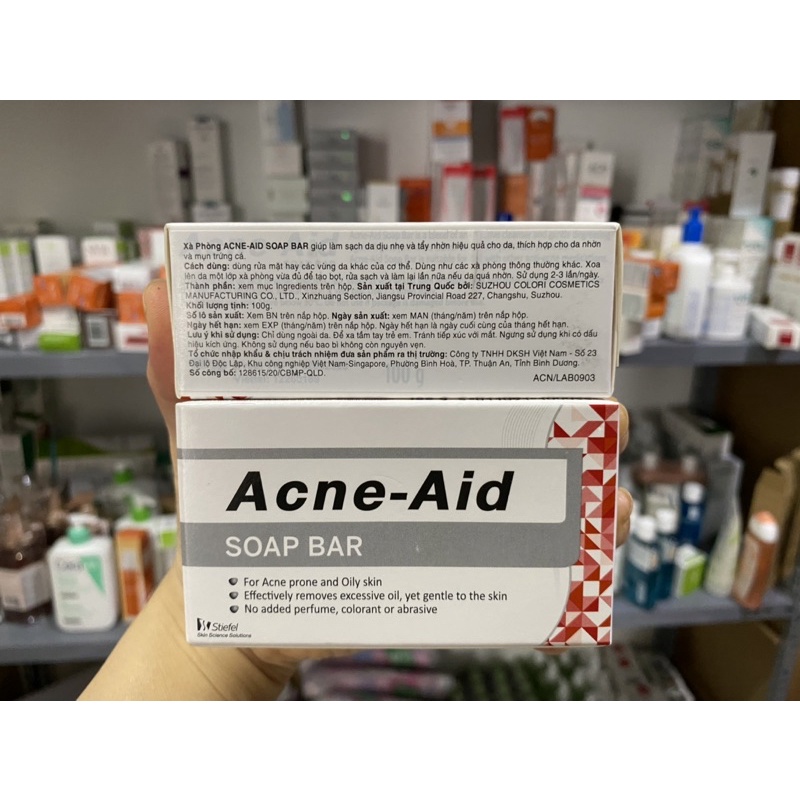 Xà Phòng ACNE-AID SOAP BAR giúp làm sạch da dịu nhẹ và tẩy nhờn hiệu quả cho da, thích hợp cho da nhờn
và mụn trứng cá.
Cách dùng: dùng rửa mặt hay các vùng da khác của cơ thể. Dùng như các xà phòng thông thường khác. Xoa
lên da một lớp xà phòng vừa đủ để tạo bọt, rửa sạch và làm lại lần nữa nếu da quá nhờn. Sử dụng 2-3 lần/ngày.
Thành phần: xem mục Ingredients trên hộp. Sản xuất tại Trung Quốc bởi: SUZHOU COLORI COSMETICS
MANUFACTURING CO., LTD., Xinzhuang Section, Jiangsu Provincial Road 227, Changshu, Suzhou.
Khối lượng tịnh: 100g.
Số lô sản xuất: Xem BN trên nắp hộp. Ngày sản xuất: xem MAN (tháng/năm) trên nắp hộp.
Ngày hết hạn: xem EXP (tháng/năm) trên nắp hộp. Ngày hết hạn là ngày cuối cùng của tháng hết hạn.
Lưu ý khi sử dụng: Chỉ dùng ngoài da. Để xa tầm tay trẻ em. Tránh tiếp xúc với mắt. Ngưng sử dụng khi có dấu
hiệu kích ứng. Không sử dụng nếu bao bì không còn nguyên vẹn.
Tổ chức nhập khẩu & chịu trách nhiệm đưa sản phẩm ra thị trường: Công ty TNHH DKSH Việt Nam - Số 23
Đại lộ Độc Lập, Khu công nghiệp Việt Nam-Singapore, Phường Bình Hoà, TP. Thuận An, Tỉnh Bình Dương.
Số công bố: 128615/20/CBMP-QLD.
100 g
ACN/LAB0903
Acne-Aid
SOAP BAR
For Acne prone and Oily skin
Effectively removes excessive oil, yet gentle to the skin
No added perfume, colorant or abrasive
Stiefel
Skin Science Solutions